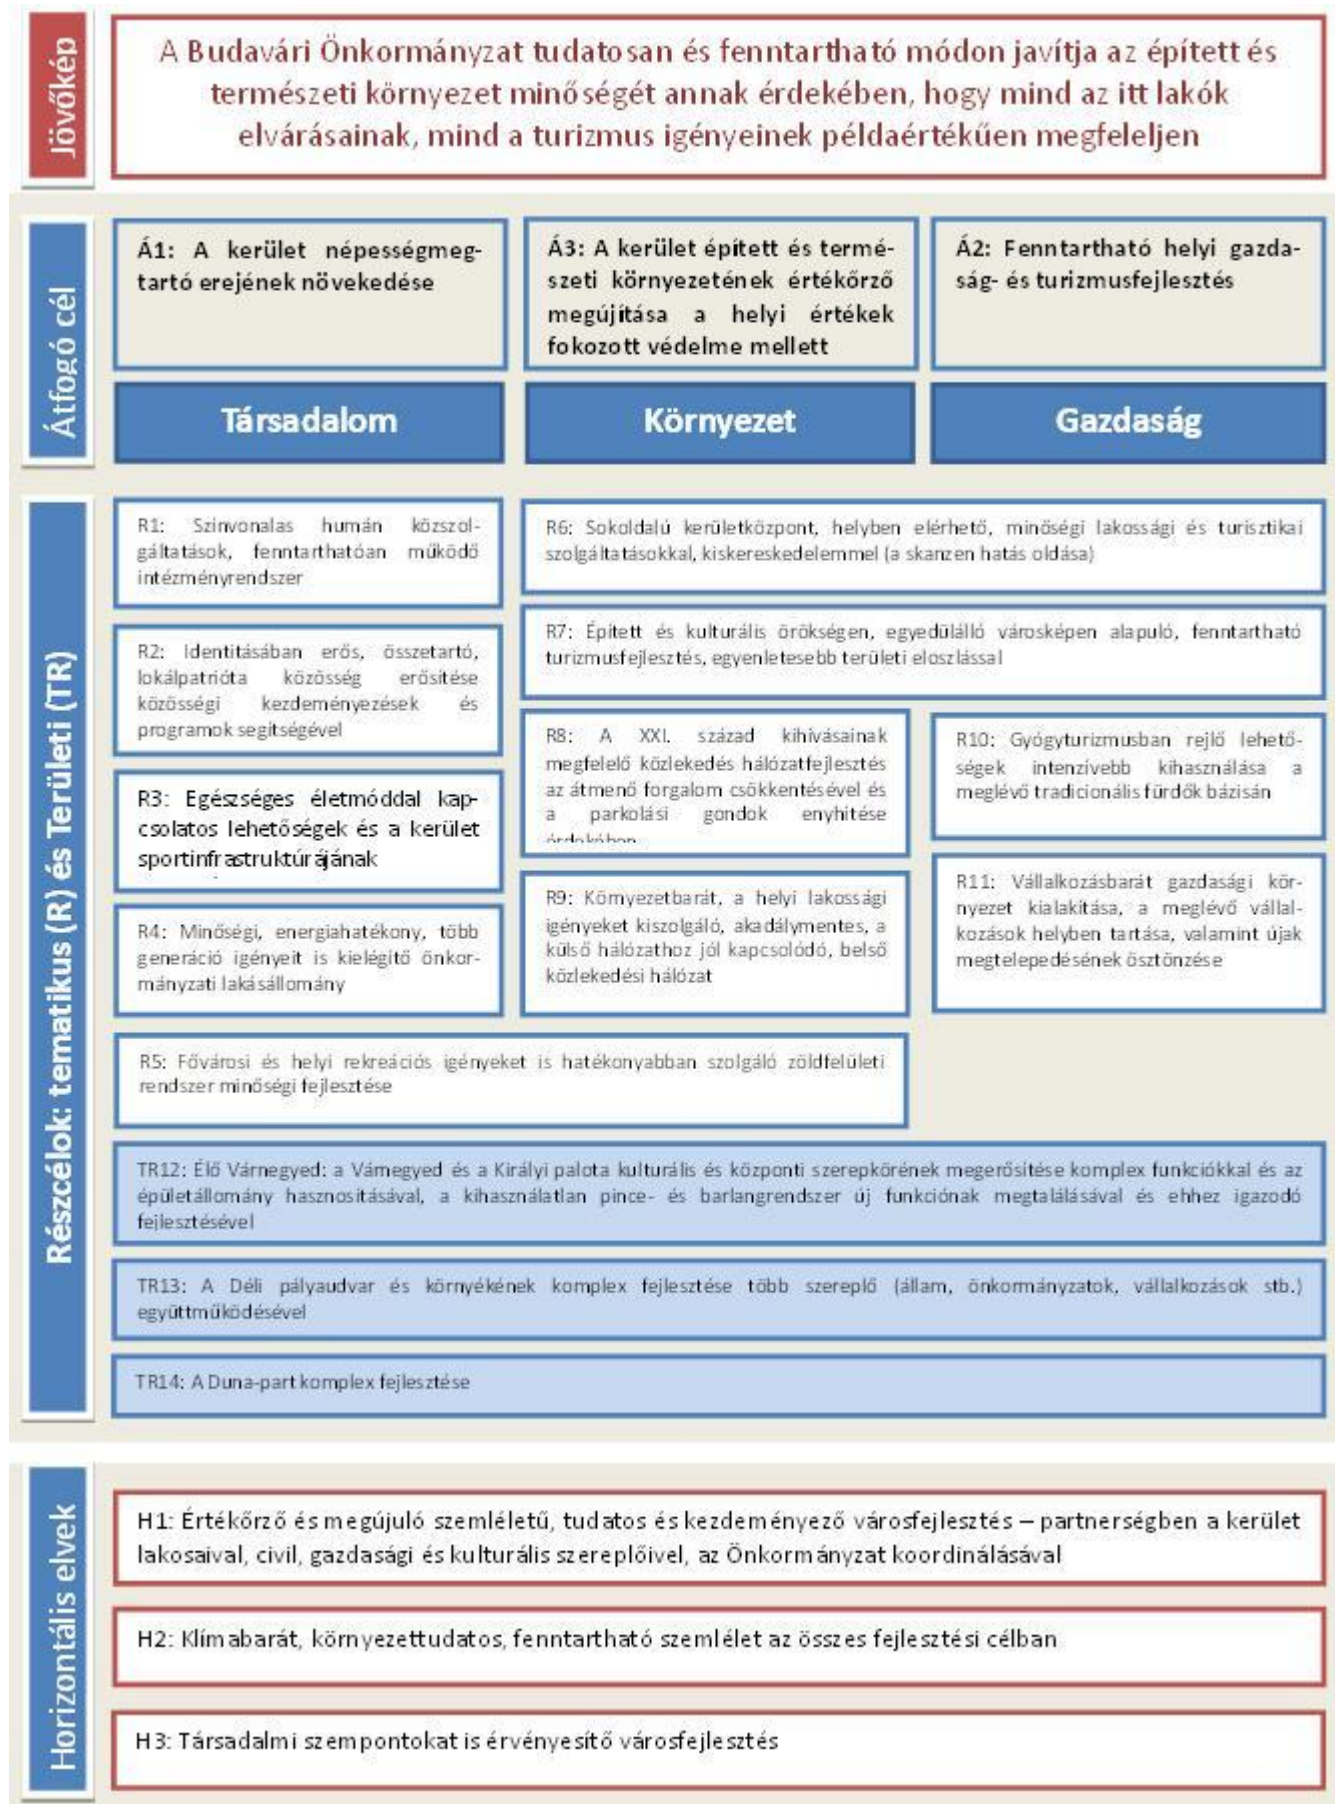 Jövőkép
A Budavári Önkormányzat tudatosan és fenntartható módon javítja az épített és
természeti környezet minőségét annak érdekében, hogy mind az itt lakók
elvárásainak, mind a turizmus igényeinek példaértékűen megfeleljen
Átfogó cél
Á1: A kerület népességmeg-
tartó erejének növekedése
Á3: A kerület épített és termé-
szeti környezetének értékőrző
megújítása a helyi értékek
fokozott védelme mellett
Á2: Fenntartható helyi gazda-
ság- és turizmusfejlesztés
Társadalom
Környezet
Gazdaság
Részcélok: tematikus (R) és Területi (TR)
R1: Színvonalas humán közszol-
gáltatások, fenntarthatóan működő
intézményrendszer
R2: Identitásában erős, összetartó,
lokálpatrióta közösség erősítése
közösségi kezdeményezések és
programok segítségével
R3: Egészséges életmóddal kap-
csolatos lehetőségek és a kerület
sportinfrastruktúrájának
R4: Minőségi, energiahatékony, több
generáció igényeit is kielégítő önkor-
mányzati lakásállomány
R6: Sokoldalú kerületközpont, helyben elérhető, minőségi lakossági és turisztikai
szolgáltatásokkal, kiskereskedelemmel (a skanzen hatás oldása)
R7: Épített és kulturális örökségen, egyedülálló városképen alapuló, fenntartható
turizmusfejlesztés, egyenletesebb területi eloszlással
R8: A XXI. század kihívásainak
megfelelő közlekedés hálózatfejlesztés
az átmenő forgalom csökkentésével és
a parkolási gondok enyhítése
érdekében
R9: Környezetbarát, a helyi lakossági
igényeket kiszolgáló, akadálymentes, a
külső hálózathoz jól kapcsolódó, belső
közlekedési hálózat
R10: Gyógyturizmusban rejlő lehető-
ségek intenzívebb kihasználása a
meglévő tradicionális fürdők bázisán
R11: Vállalkozásbarát gazdasági kör-
nyezet kialakítása, a meglévő vállal-
kozások helyben tartása, valamint újak
megtelepedésének ösztönzése
R5: Fővárosi és helyi rekreációs igényeket is hatékonyabban szolgáló zöldfelületi
rendszer minőségi fejlesztése
TR12: Élő Várnegyed: a Várnegyed és a Királyi palota kulturális és központi szerepkörének megerősítése komplex funkciókkal és az
épületállomány hasznosításával, a kihasználatlan pince- és barlangrendszer új funkciónak megtalálásával és ehhez igazodó
fejlesztésével
TR13: A Déli pályaudvar és környékének komplex fejlesztése több szereplő (állam, önkormányzatok, vállalkozások stb.)
együttműködésével
TR14: A Duna-part komplex fejlesztése
Horizontális elvek
H1: Értékőrző és megújuló szemléletű, tudatos és kezdeményező városfejlesztés – partnerségben a kerület
lakosaival, civil, gazdasági és kulturális szereplőivel, az Önkormányzat koordinálásával
H2: Klímabarát, környezettudatos, fenntartható szemlélet az összes fejlesztési célban
H3: Társadalmi szempontokat is érvényesítő városfejlesztés